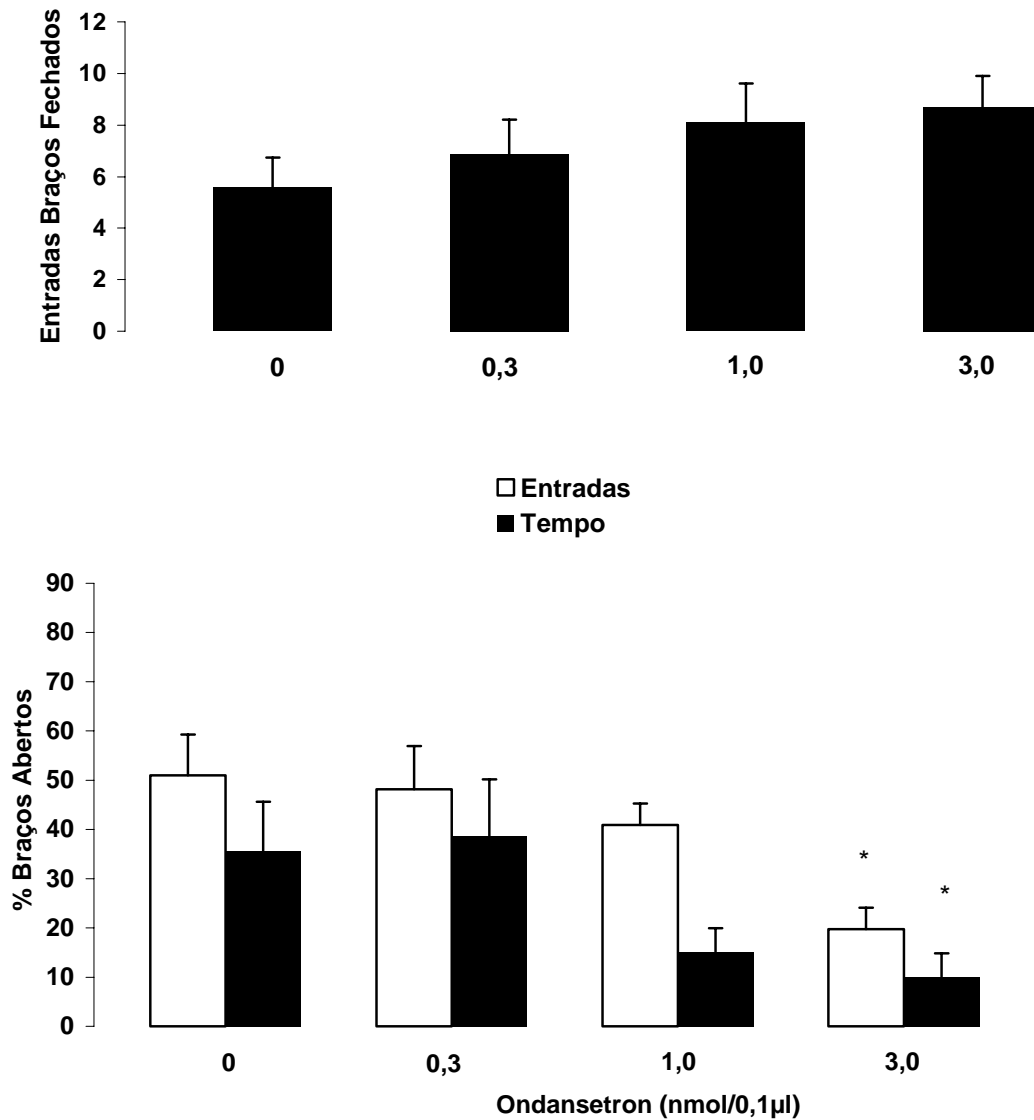 Entradas Braços Fechados
12
10
8
6
4
2
0
0 0,3 1,0 3,0
Entradas
Tempo
% Braços Abertos
90
80
70
60
50
40
30
20
10
0
* *
0 0,3 1,0 3,0
Ondansetron (nmol/0,1µl)